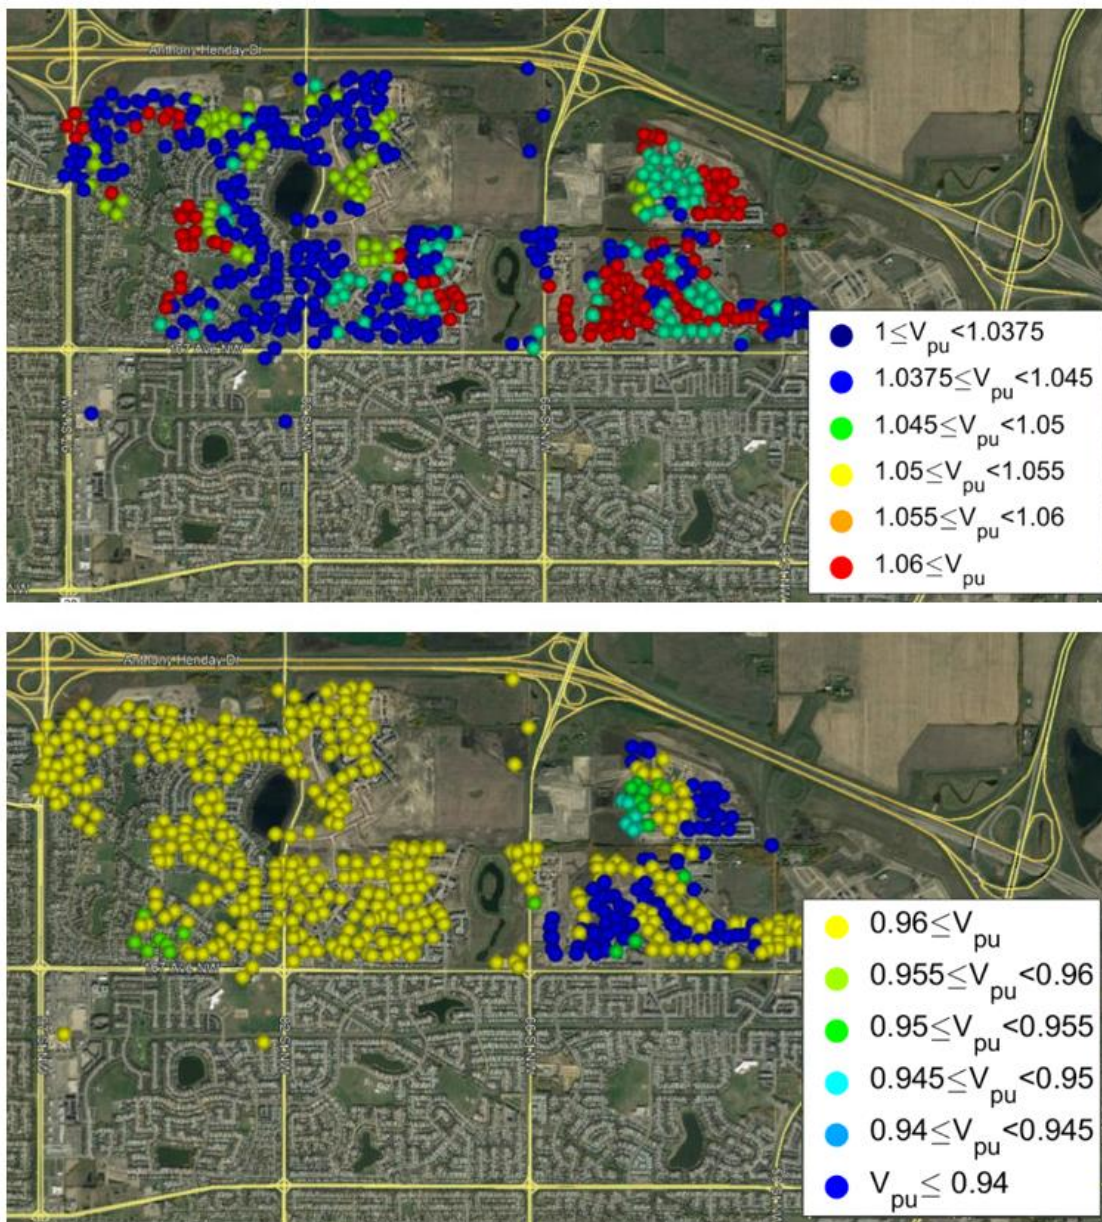 Anthony Henday Dr
1≤Vpu<1.0375
1.0375≤Vpu<1.045
1.045≤Vpu<1.05
1.05≤Vpu<1.055
1.055≤Vpu<1.06
1.06≤Vpu
Anthony Henday Dr
0.96≤Vpu
0.955≤Vpu<0.96
0.95≤Vpu<0.955
0.945≤Vpu<0.95
0.94≤Vpu<0.945
Vpu≤ 0.94